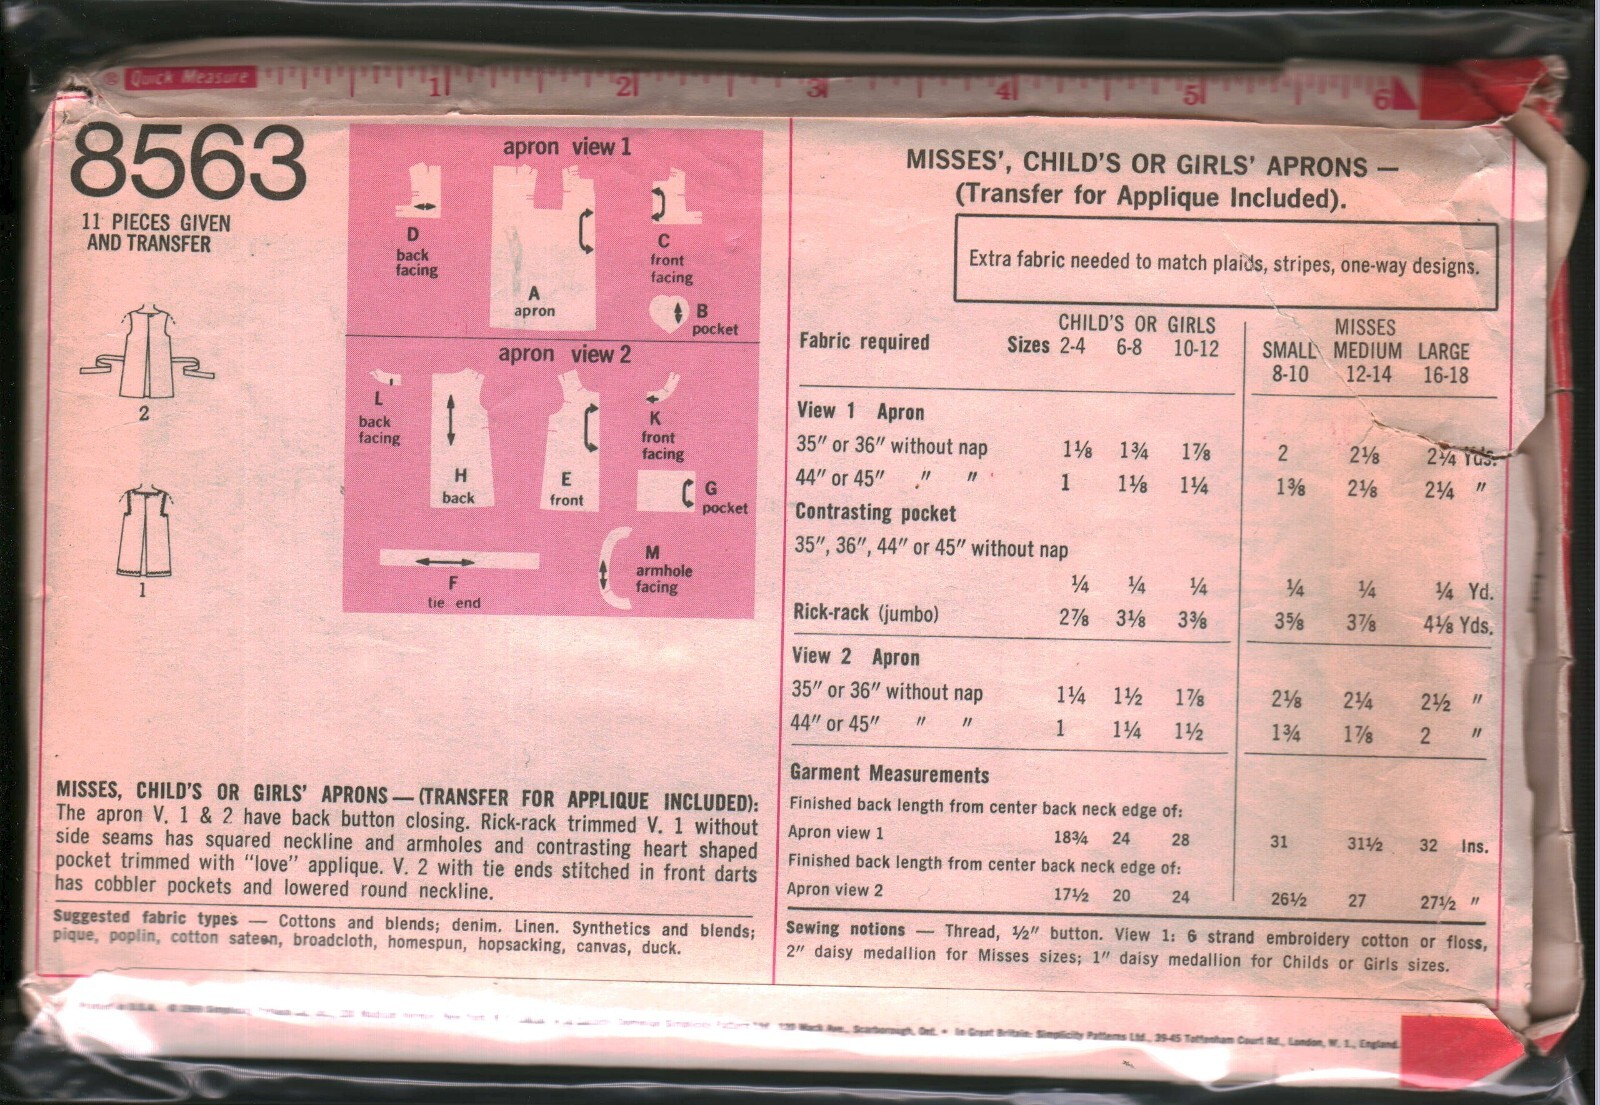 Quick Measure 1 2 3 4 5 6
8563
11 PIECES GIVEN
AND TRANSFER
2
1
apron view 1
D
back
facing
A
apron
C
front
facing
B
pocket
apron view 2
L
back
facing
H
back
E
front
K
front
facing
G
pocket
F
tie end
M
armhole
facing
MISSES, CHILD'S OR GIRLS' APRONS — (TRANSFER FOR APPLIQUE INCLUDED):
The apron V. 1 & 2 have back button closing. Rick-rack trimmed V. 1 without
side seams has squared neckline and armholes and contrasting heart shaped
pocket trimmed with "love" applique. V. 2 with tie ends stitched in front darts
has cobbler pockets and lowered round neckline.
Suggested fabric types — Cottons and blends; denim. Linen. Synthetics and blends;
pique, poplin, cotton sateen, broadcloth, homespun, hopsacking, canvas, duck.
MISSES', CHILD'S OR GIRLS' APRONS —
(Transfer for Applique Included).
Extra fabric needed to match plaids, stripes, one-way designs.
CHILD'S OR GIRLS MISSES
Fabric required Sizes 2-4 6-8 10-12 SMALL MEDIUM LARGE
8-10 12-14 16-18
View 1 Apron
35" or 36" without nap 1⅛ 1¾ 1⅞ 2 2⅛ 2¼ Yds.
44" or 45" " " 1 1⅛ 1¼ 1⅜ 2⅛ 2¼ "
Contrasting pocket
35", 36", 44" or 45" without nap
¼ ¼ ¼ ¼ ¼ ¼ Yd.
Rick-rack (jumbo) 2⅞ 3⅛ 3⅜ 3⅝ 3⅞ 4⅛ Yds.
View 2 Apron
35" or 36" without nap 1¼ 1½ 1⅞ 2⅛ 2¼ 2½ "
44" or 45" " " 1 1¼ 1½ 1¾ 1⅞ 2 "
Garment Measurements
Finished back length from center back neck edge of:
Apron view 1 18¾ 24 28 31 31½ 32 Ins.
Finished back length from center back neck edge of:
Apron view 2 17½ 20 24 26½ 27 27½ "
Sewing notions — Thread, ½" button. View 1: 6 strand embroidery cotton or floss,
2" daisy medallion for Misses sizes; 1" daisy medallion for Childs or Girls sizes.
Scarborough, Ont. • In Great Britain: Simplicity Patterns Ltd., 39-45 Tottenham Court Rd., London, W. 1., England.